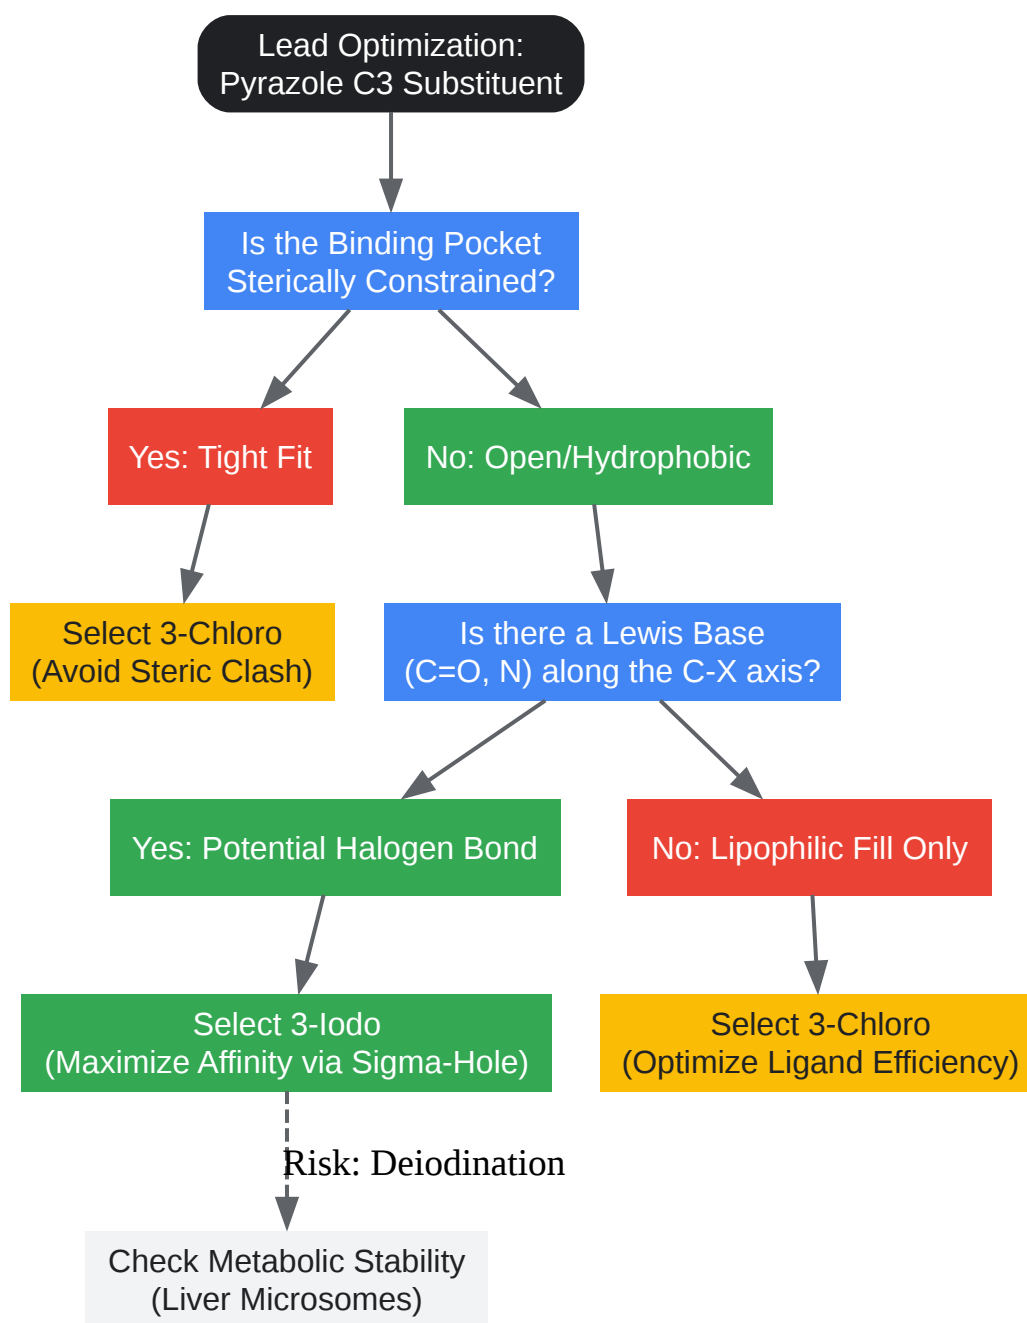 Lead Optimization:
Pyrazole C3 Substituent
Is the Binding Pocket
Sterically Constrained?
Yes: Tight Fit
No: Open/Hydrophobic
Select 3-Chloro
(Avoid Steric Clash)
Is there a Lewis Base
(C=O, N) along the C-X axis?
Yes: Potential Halogen Bond
No: Lipophilic Fill Only
Select 3-Iodo
(Maximize Affinity via Sigma-Hole)
Select 3-Chloro
(Optimize Ligand Efficiency)
Risk: Deiodination
Check Metabolic Stability
(Liver Microsomes)